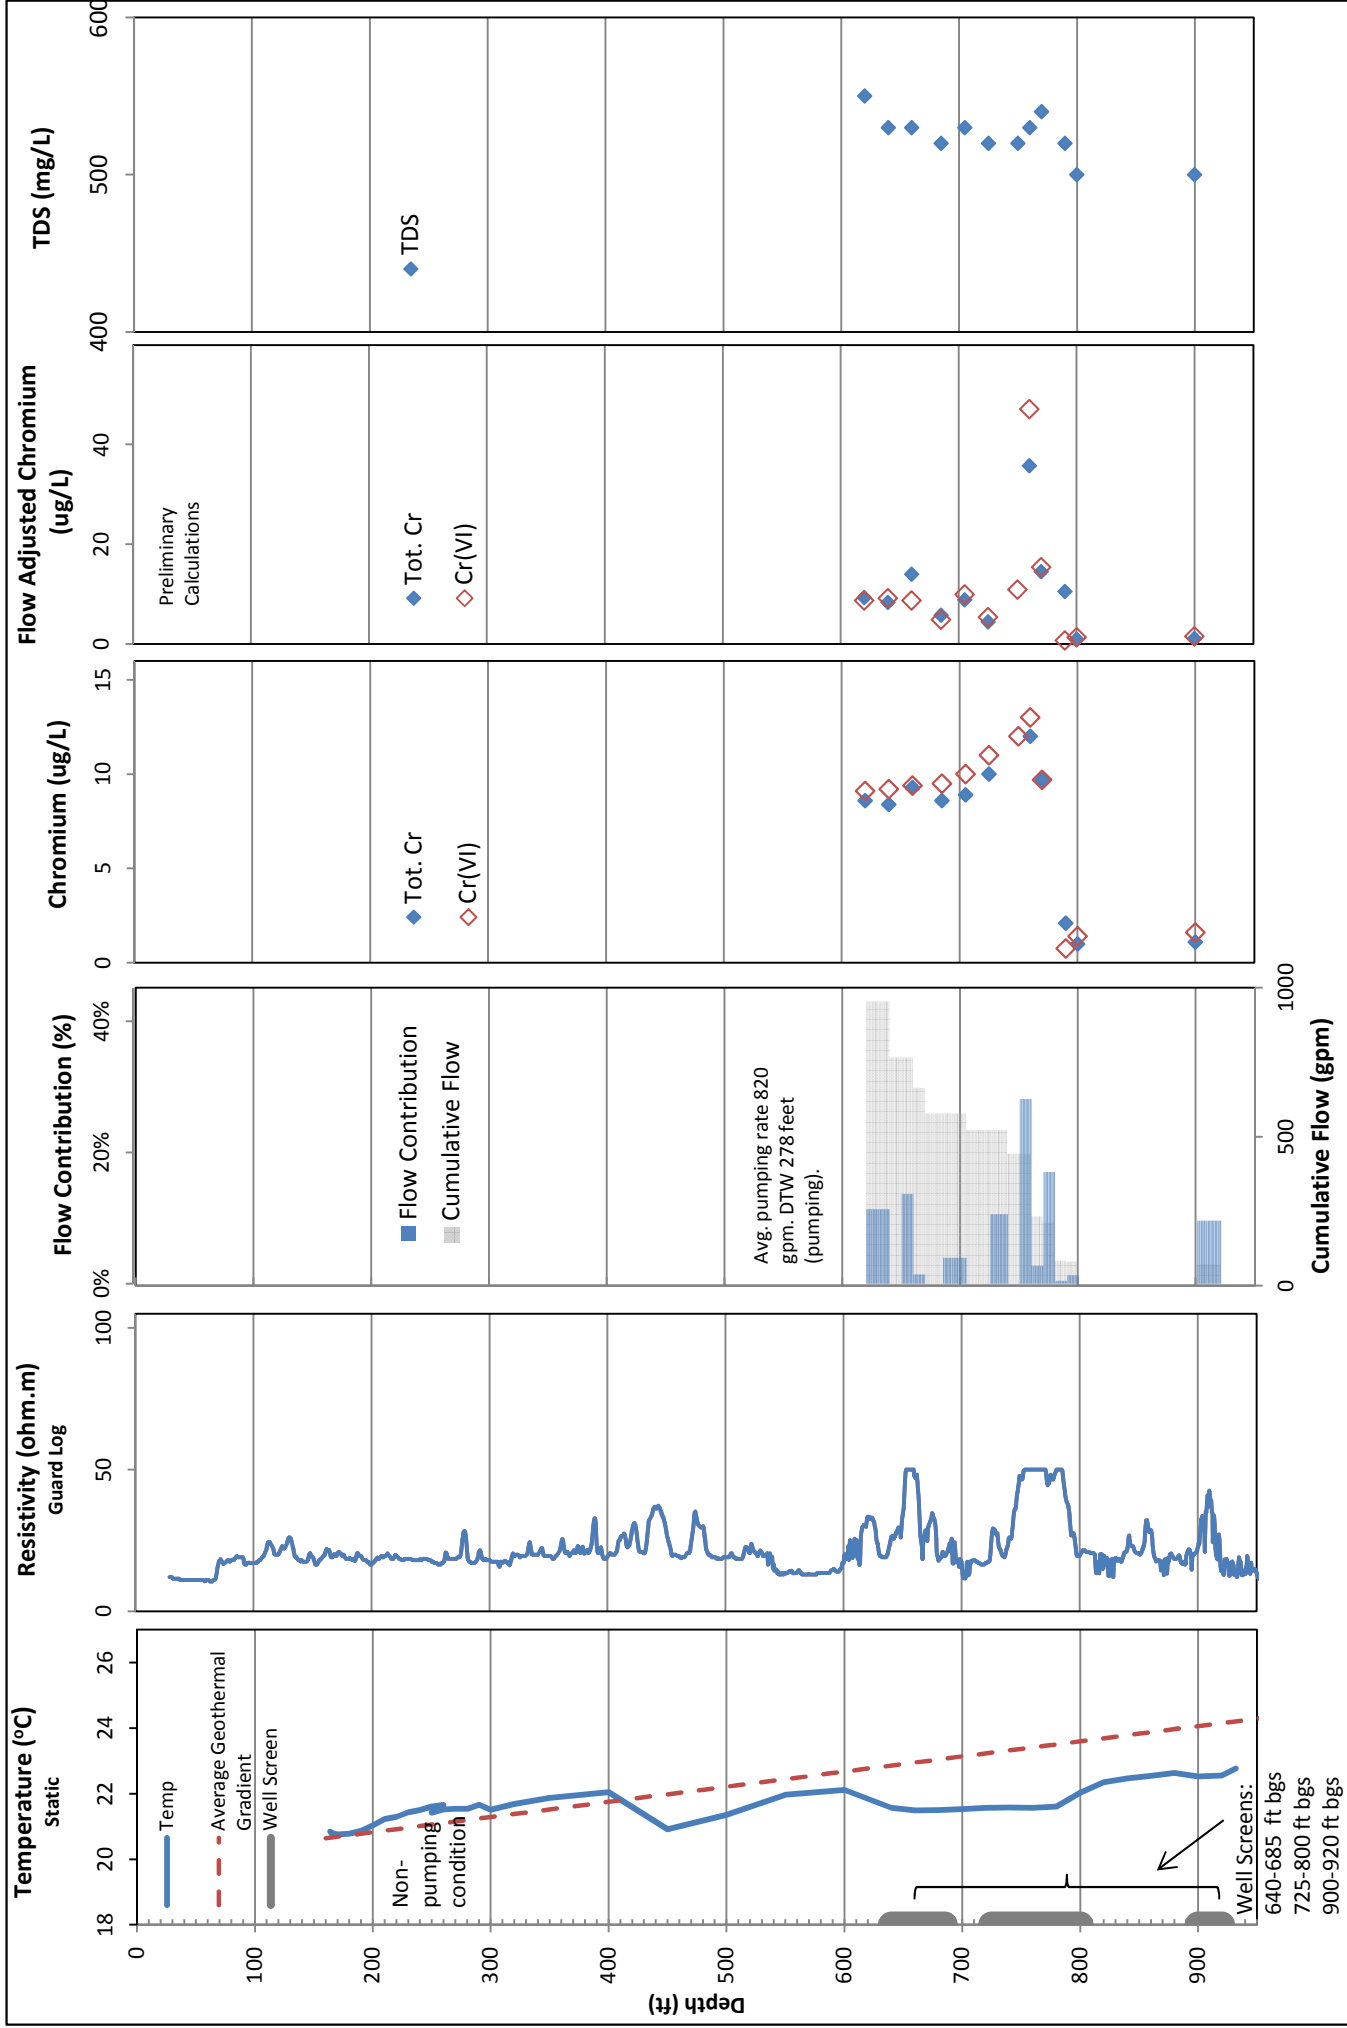 Temperature (ºC)
Static
18
20
22
24
26
Temp
Average Geothermal
Gradient
Well Screen
Non-
pumping
condition
Depth (ft)
0
100
200
300
400
500
600
700
800
900
Well Screens:
640-685 ft bgs
725-800 ft bgs
900-920 ft bgs
Resistivity (ohm.m)
Guard Log
0
50
100
Flow Contribution (%)
0%
20%
40%
Flow Contribution
Cumulative Flow
Avg. pumping rate 820
gpm. DTW 278 feet
(pumping).
0
500
1000
Cumulative Flow (gpm)
Chromium (ug/L)
0
5
10
15
Tot. Cr
Cr(VI)
Flow Adjusted Chromium
(ug/L)
0
20
40
Preliminary
Calculations
Tot. Cr
Cr(VI)
TDS (mg/L)
400
500
600
TDS